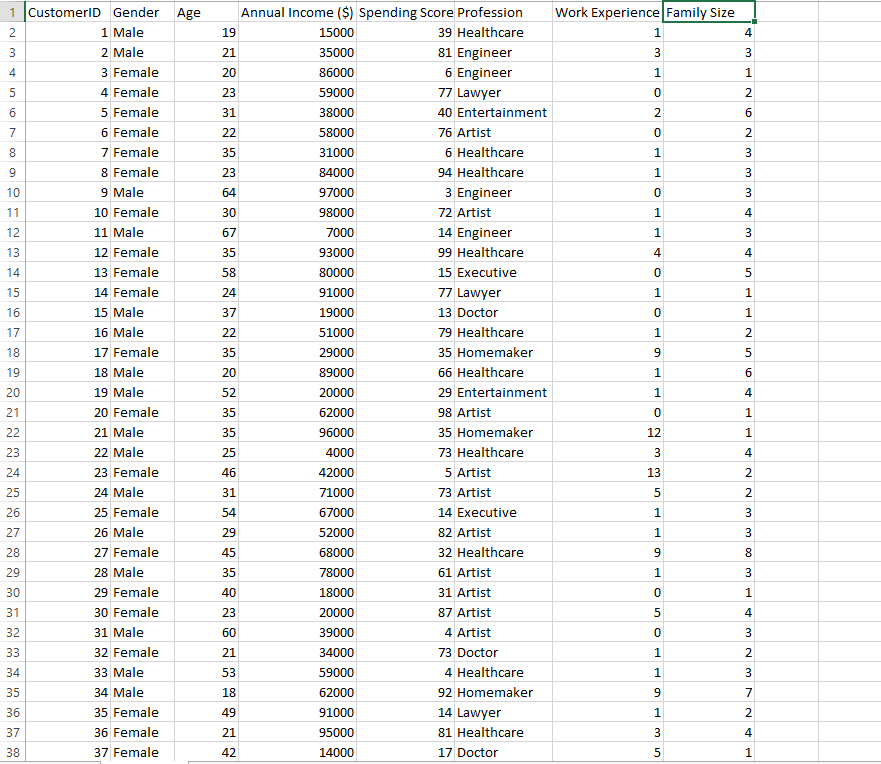 1 CustomerID Gender Age Annual Income ($) Spending Score Profession Work Experience Family Size
2 1 Male 19 15000 39 Healthcare 1 4
3 2 Male 21 35000 81 Engineer 3 3
4 3 Female 20 86000 6 Engineer 1 1
5 4 Female 23 59000 77 Lawyer 0 2
6 5 Female 31 38000 40 Entertainment 2 6
7 6 Female 22 58000 76 Artist 0 2
8 7 Female 35 31000 6 Healthcare 1 3
9 8 Female 23 84000 94 Healthcare 1 3
10 9 Male 64 97000 3 Engineer 0 3
11 10 Female 30 98000 72 Artist 1 4
12 11 Male 67 7000 14 Engineer 1 3
13 12 Female 35 93000 99 Healthcare 4 4
14 13 Female 58 80000 15 Executive 0 5
15 14 Female 24 91000 77 Lawyer 1 1
16 15 Male 37 19000 13 Doctor 0 1
17 16 Male 22 51000 79 Healthcare 1 2
18 17 Female 35 29000 35 Homemaker 9 5
19 18 Male 20 89000 66 Healthcare 1 6
20 19 Male 52 20000 29 Entertainment 1 4
21 20 Female 35 62000 98 Artist 0 1
22 21 Male 35 96000 35 Homemaker 12 1
23 22 Male 25 4000 73 Healthcare 3 4
24 23 Female 46 42000 5 Artist 13 2
25 24 Male 31 71000 73 Artist 5 2
26 25 Female 54 67000 14 Executive 1 3
27 26 Male 29 52000 82 Artist 1 3
28 27 Female 45 68000 32 Healthcare 9 8
29 28 Male 35 78000 61 Artist 1 3
30 29 Female 40 18000 31 Artist 0 1
31 30 Female 23 20000 87 Artist 5 4
32 31 Male 60 39000 4 Artist 0 3
33 32 Female 21 34000 73 Doctor 1 2
34 33 Male 53 59000 4 Healthcare 1 3
35 34 Male 18 62000 92 Homemaker 9 7
36 35 Female 49 91000 14 Lawyer 1 2
37 36 Female 21 95000 81 Healthcare 3 4
38 37 Female 42 14000 17 Doctor 5 1